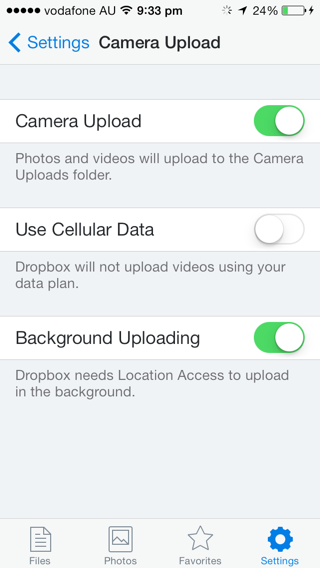 vodafone AU 9:33 pm 24%
Settings Camera Upload
Camera Upload
Photos and videos will upload to the Camera
Uploads folder.
Use Cellular Data
Dropbox will not upload videos using your
data plan.
Background Uploading
Dropbox needs Location Access to upload
in the background.
Files Photos Favorites Settings